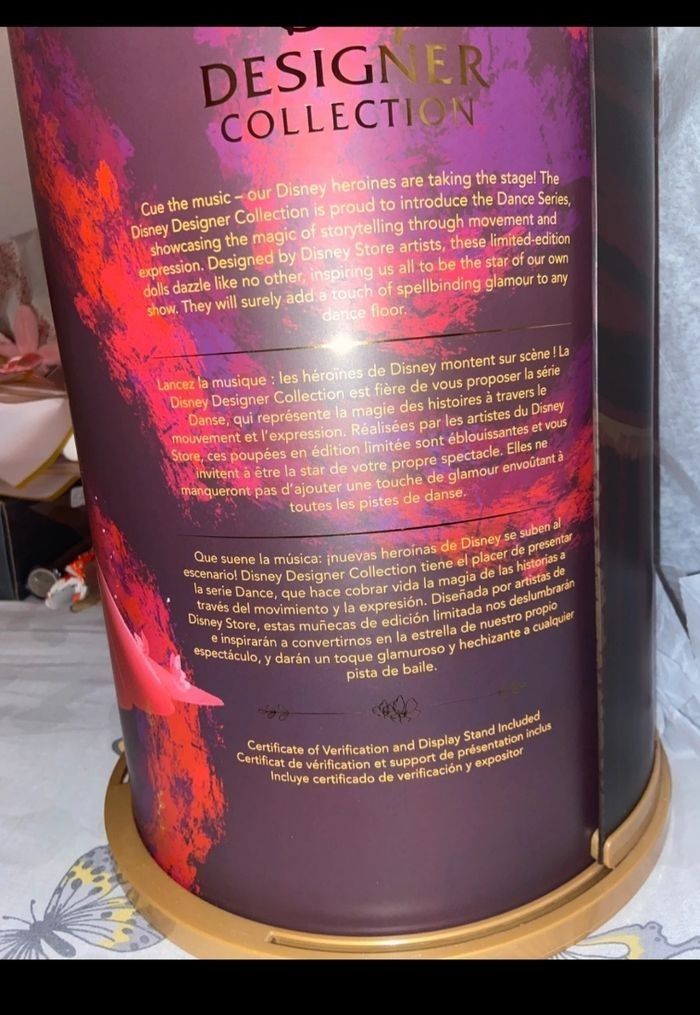 DESIGNER
COLLECTION
Cue the music – our Disney heroines are taking the stage! The
Disney Designer Collection is proud to introduce the Dance Series,
showcasing the magic of storytelling through movement and
expression. Designed by Disney Store artists, these limited-edition
dolls dazzle like no other, inspiring us all to be the star of our own
show. They will surely add a touch of spellbinding glamour to any
dance floor.
Lancez la musique : les héroïnes de Disney montent sur scène ! La
Disney Designer Collection est fière de vous proposer la série
Danse, qui représente la magie des histoires à travers le
mouvement et l'expression. Réalisées par les artistes du Disney
Store, ces poupées en édition limitée sont éblouissantes et vous
invitent à être la star de votre propre spectacle. Elles ne
manqueront pas d'ajouter une touche de glamour envoûtant à
toutes les pistes de danse.
Que suene la música: ¡nuevas heroínas de Disney se suben al
escenario! Disney Designer Collection tiene el placer de presentar
la serie Dance, que hace cobrar vida la magia de las historias a
través del movimiento y la expresión. Diseñada por artistas de
Disney Store, estas muñecas de edición limitada nos deslumbrarán
e inspirarán a convertirnos en la estrella de nuestro propio
espectáculo, y darán un toque glamuroso y hechizante a cualquier
pista de baile.
Certificate of Verification and Display Stand Included
Certificat de vérification et support de présentation inclus
Incluye certificado de verificación y expositor